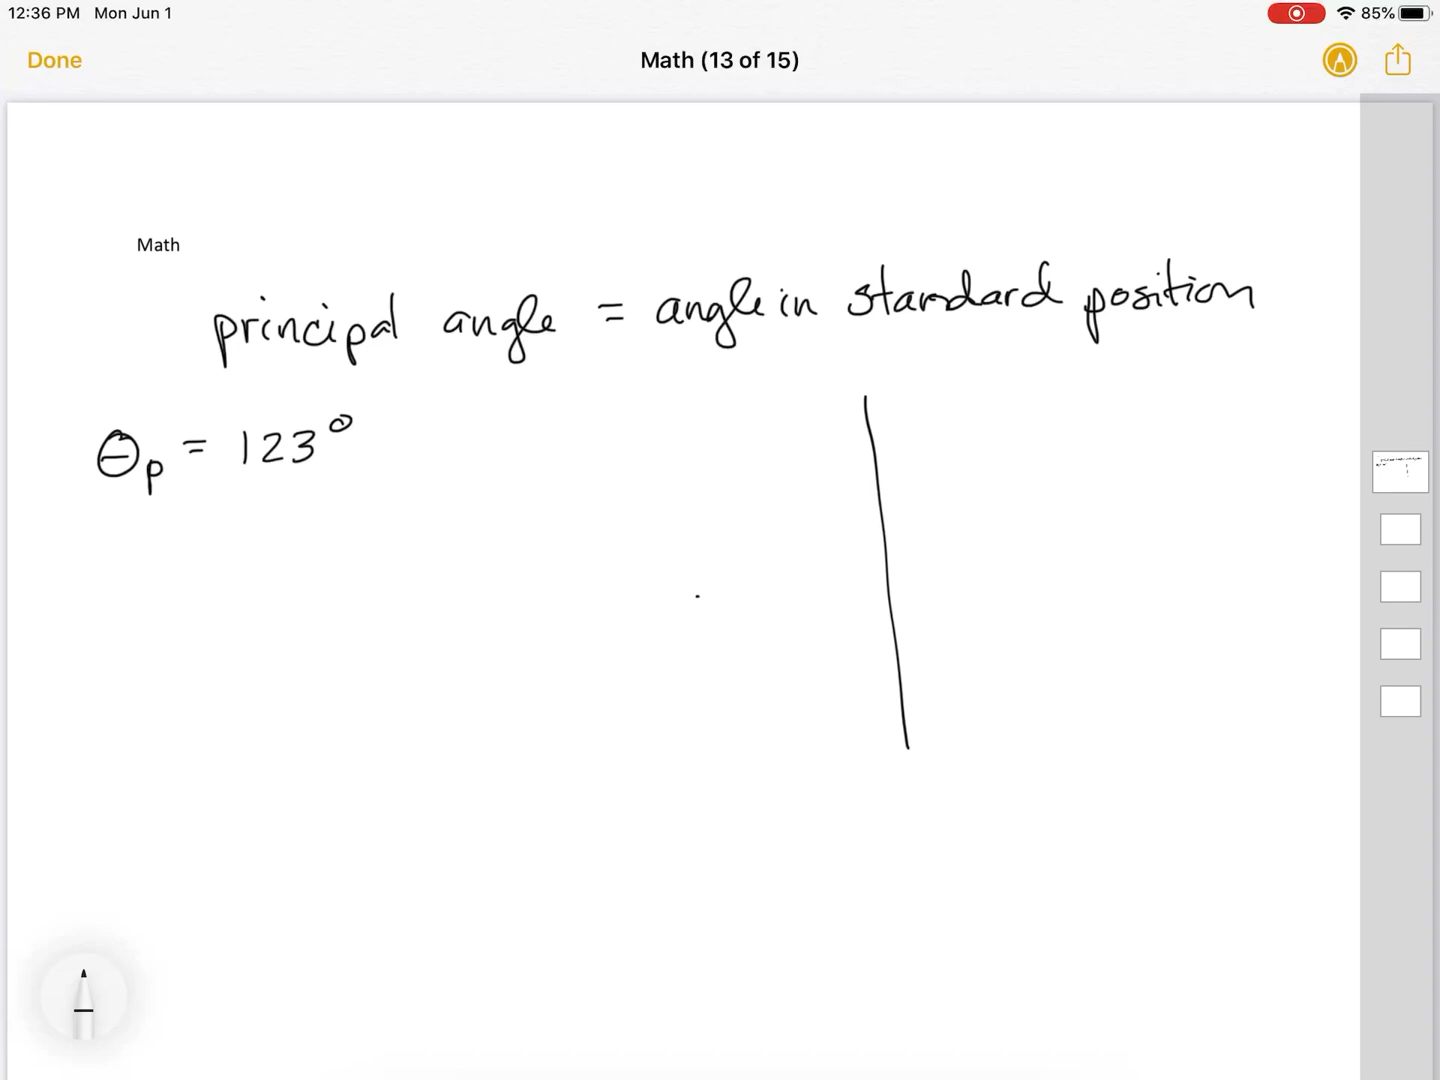 12:36 PM Mon Jun 1 85%
Done Math (13 of 15)
Math
principal angle = angle in standard position
θp = 123°